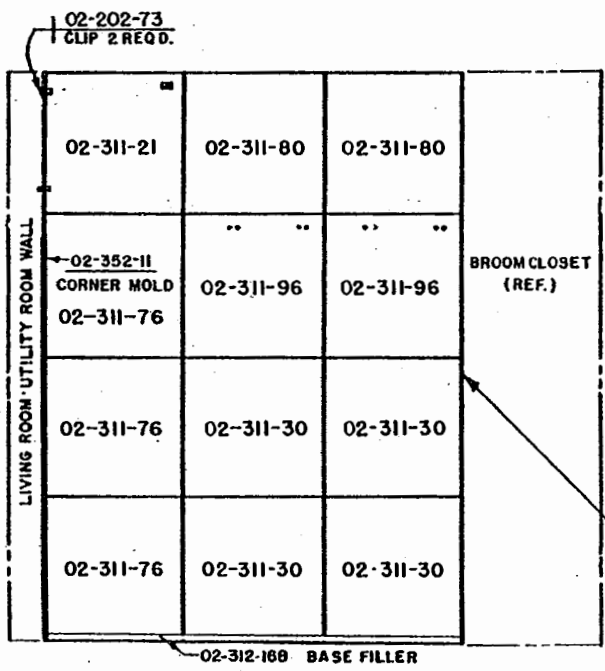 02-202-73
CLIP 2 REQD.
02-311-21 02-311-80 02-311-80
LIVING ROOM-UTILITY ROOM WALL
02-352-11
CORNER MOLD
02-311-76 02-311-96 02-311-96
BROOM CLOSET
(REF.)
02-311-76 02-311-30 02-311-30
02-311-76 02-311-30 02-311-30
02-312-168 BASE FILLER